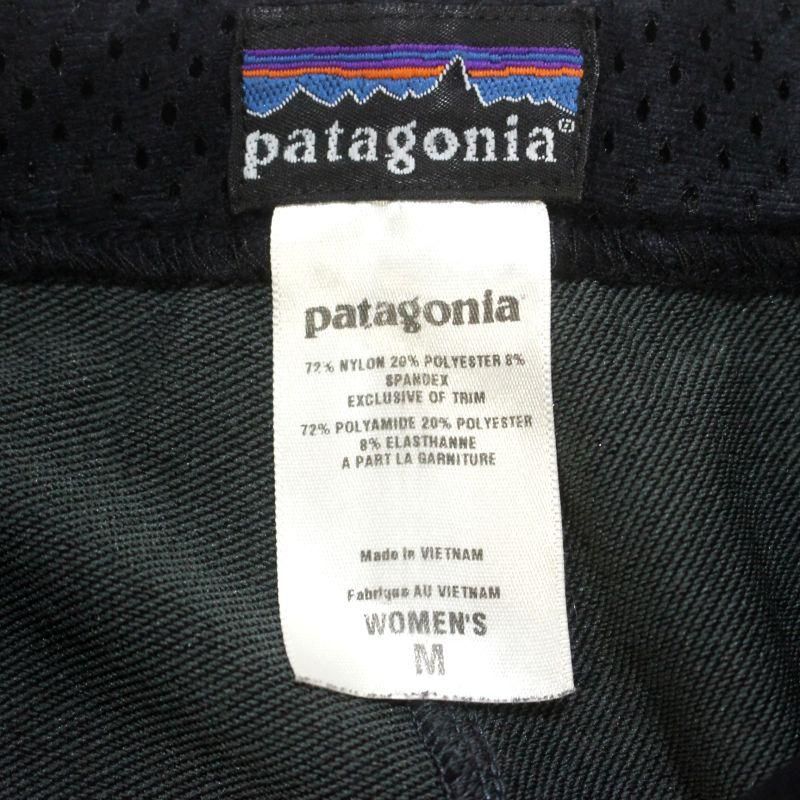 patagonia®
patagonia®
72% NYLON 20% POLYESTER 8%
SPANDEX
EXCLUSIVE OF TRIM
72% POLYAMIDE 20% POLYESTER
8% ELASTHANNE
A PART LA GARNITURE
Made in VIETNAM
Fabrique AU VIETNAM
WOMEN'S
M